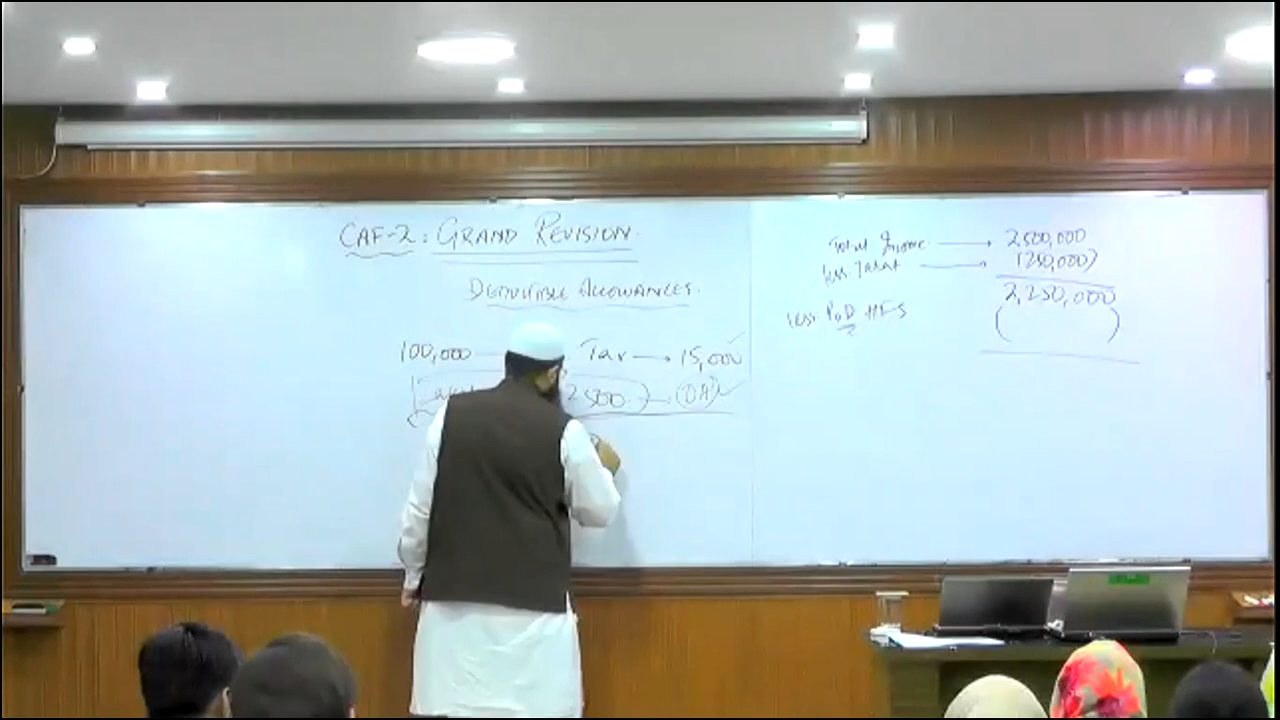 CAF-2: GRAND REVISION
DEDUCTIBLE ALLOWANCES.
100,000 Tax → 15,000
2500 → DA
Total Income → 2,500,000
less Zakat → (250,000)
2,250,000
less HFS
( )